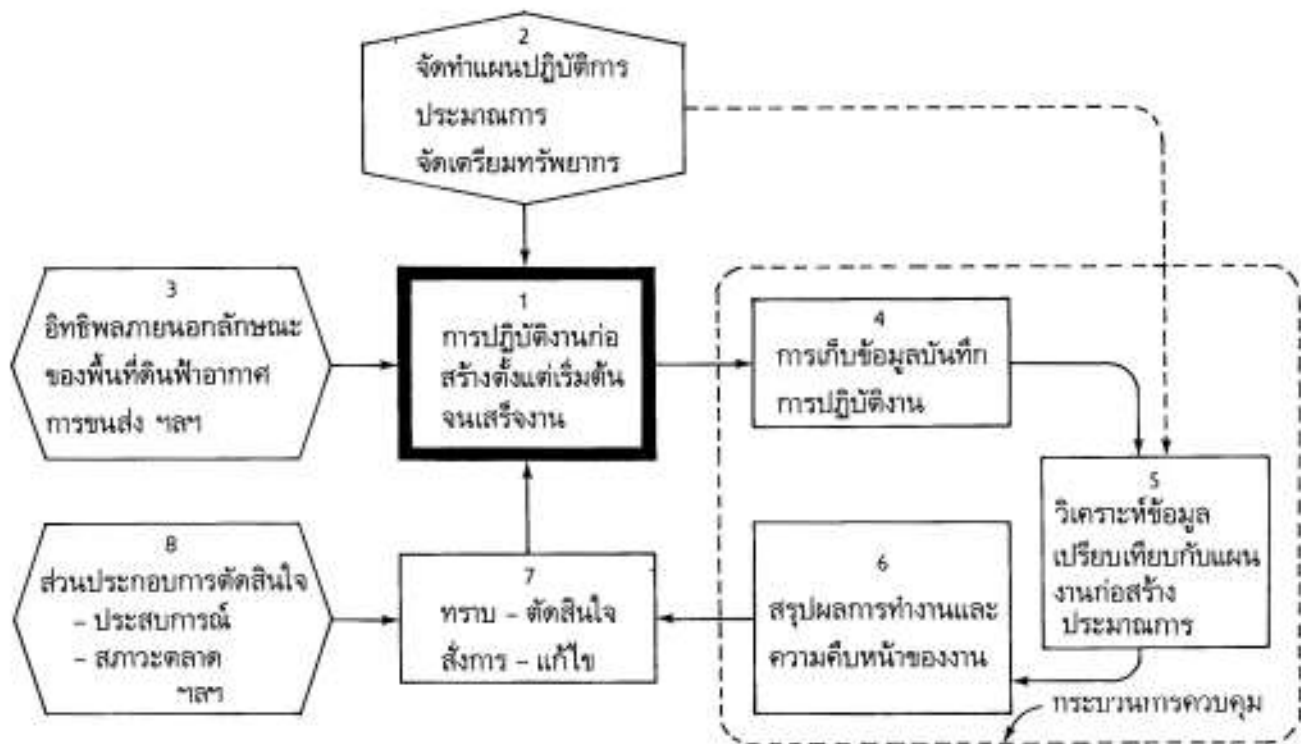 2
จัดทำแผนปฏิบัติการ
ประมาณการ
จัดเตรียมทรัพยากร
3
อิทธิพลภายนอกลักษณะ
ของพื้นที่ดินฟ้าอากาศ
การขนส่ง ฯลฯ
1
การปฏิบัติงานก่อ
สร้างตั้งแต่เริ่มต้น
จนเสร็จงาน
4
การเก็บข้อมูลบันทึก
การปฏิบัติงาน
5
วิเคราะห์ข้อมูล
เปรียบเทียบกับแผน
งานก่อสร้าง
ประมาณการ
6
สรุปผลการทำงานและ
ความคืบหน้าของงาน
7
ทราบ – ตัดสินใจ
สั่งการ – แก้ไข
8
ส่วนประกอบการตัดสินใจ
– ประสบการณ์
– สภาวะตลาด
ฯลฯ
กระบวนการควบคุม